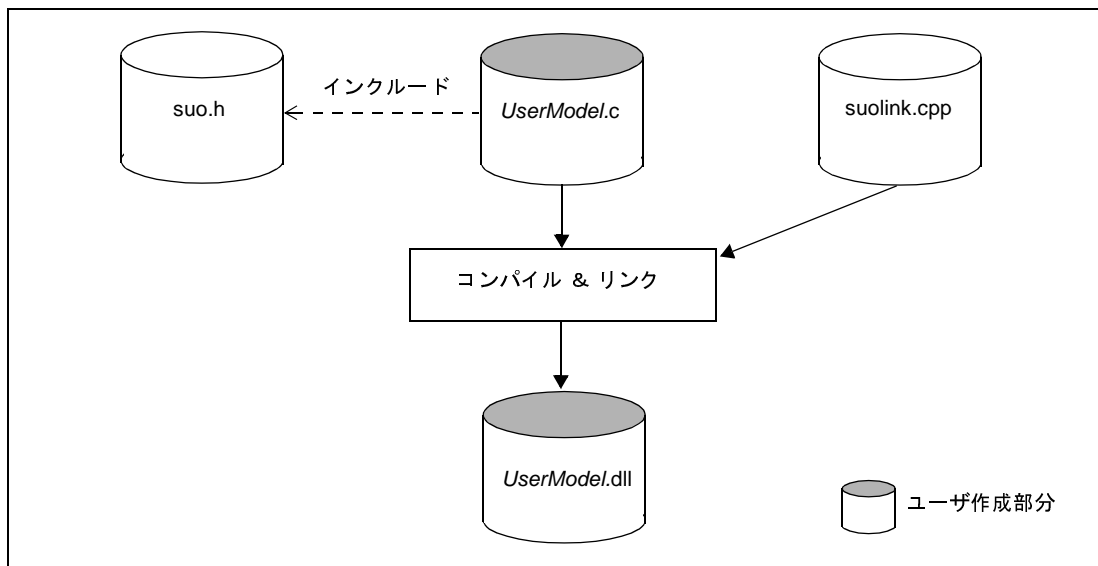 インクルード
suo.h
UserModel.c
suolink.cpp
コンパイル & リンク
UserModel.dll
ユーザ作成部分